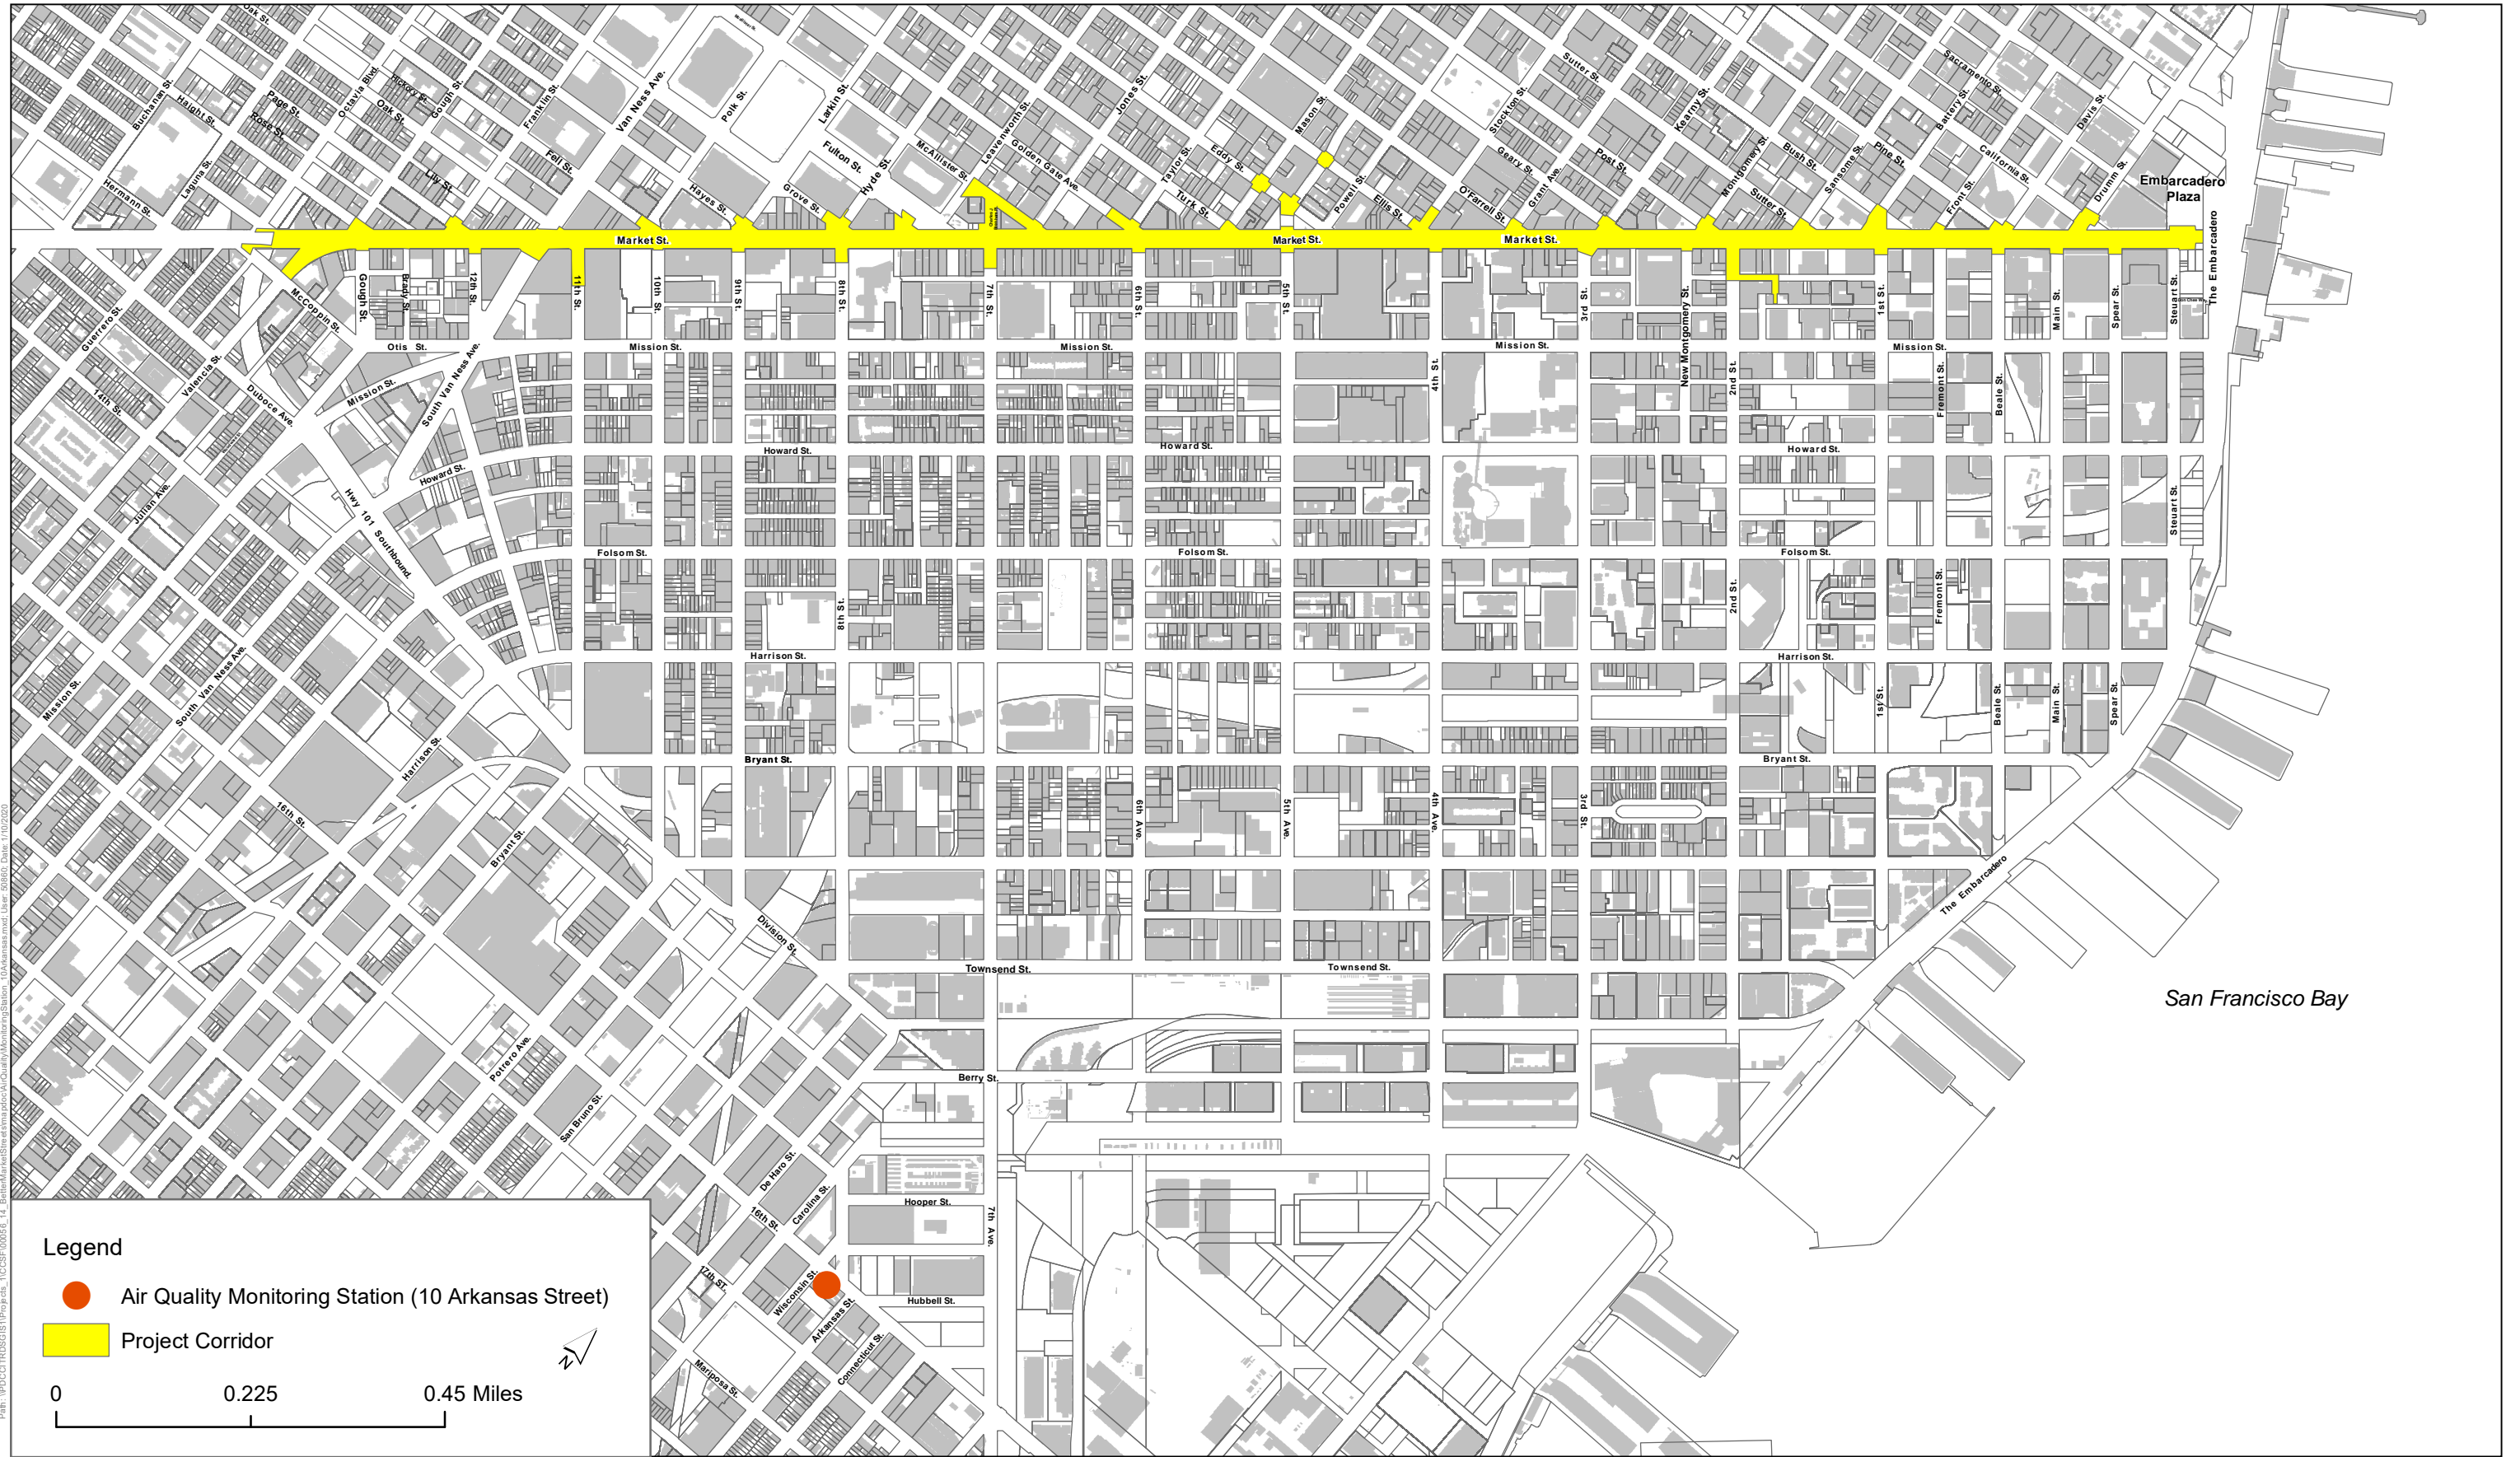 Oak St.
Buchanan St.
Haight St.
Page St.
Rose St.
Octavia Blvd.
Hickory St.
Oak St.
Gough St.
Franklin St.
Van Ness Ave.
Polk St.
Larkin St.
Fulton St.
Hyde St.
McAllister St.
Leavenworth St.
Golden Gate Ave.
Jones St.
Taylor St.
Eddy St.
Turk St.
Mason St.
Powell St.
Ellis St.
Stockton St.
O'Farrell St.
Geary St.
Grant Ave.
Sutter St.
Post St.
Kearny St.
Montgomery St.
Sutter St.
Bush St.
Sansome St.
Pine St.
Battery St.
Sacramento St.
California St.
Front St.
Davis St.
Drumm St.
Embarcadero
Plaza
The Embarcadero
Hermann St.
Laguna St.
Lily St.
Fell St.
Hayes St.
Grove St.
Market St.
Market St.
Market St.
Gough St.
Brady St.
12th St.
11th St.
10th St.
9th St.
8th St.
7th St.
6th St.
5th St.
4th St.
3rd St.
New Montgomery St.
2nd St.
1st St.
Fremont St.
Beale St.
Main St.
Spear St.
Steuart St.
McCoppin St.
Guerrero St.
Valencia St.
14th St.
Duboce Ave.
Otis St.
Mission St.
South Van Ness Ave.
Mission St.
Mission St.
Mission St.
Mission St.
Howard St.
Howard St.
Howard St.
Howard St.
Julian Ave.
Hwy 101 Southbound
Steuart St.
Folsom St.
Folsom St.
Folsom St.
8th St.
2nd St.
Fremont St.
Mission St.
South Van Ness Ave.
Harrison St.
Harrison St.
Harrison St.
1st St.
Beale St.
Main St.
Spear St.
Bryant St.
Bryant St.
16th St.
Bryant St.
6th Ave.
5th Ave.
4th Ave.
3rd St.
The Embarcadero
Division St.
Townsend St.
Townsend St.
San Francisco Bay
Potrero Ave.
San Bruno St.
Berry St.
De Haro St.
Carolina St.
16th St.
Hooper St.
7th Ave.
17th ST.
Wisconsin St.
Arkansas St.
Connecticut St.
Hubbell St.
Mariposa St.
Legend
Air Quality Monitoring Station (10 Arkansas Street)
Project Corridor
N
0 0.225 0.45 Miles